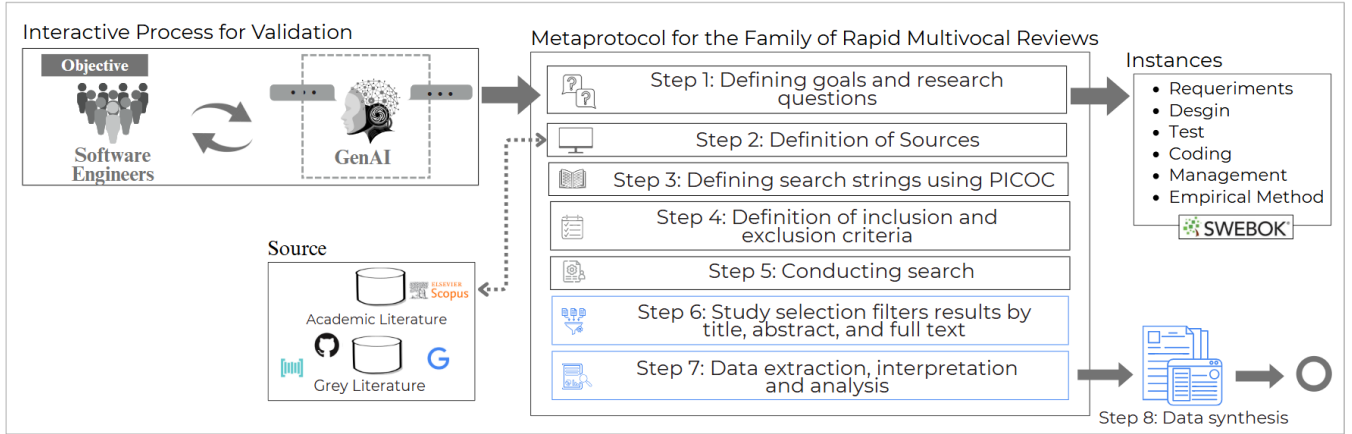 Interactive Process for Validation
Objective
Software
Engineers
GenAI
Source
ELSEVIER
Scopus
Academic Literature
Grey Literature
Metaprotocol for the Family of Rapid Multivocal Reviews
Step 1: Defining goals and research
questions
Step 2: Definition of Sources
Step 3: Defining search strings using PICOC
Step 4: Definition of inclusion and
exclusion criteria
Step 5: Conducting search
Step 6: Study selection filters results by
title, abstract, and full text
Step 7: Data extraction, interpretation
and analysis
Instances
• Requeriments
• Desgin
• Test
• Coding
• Management
• Empirical Method
SWEBOK
Step 8: Data synthesis